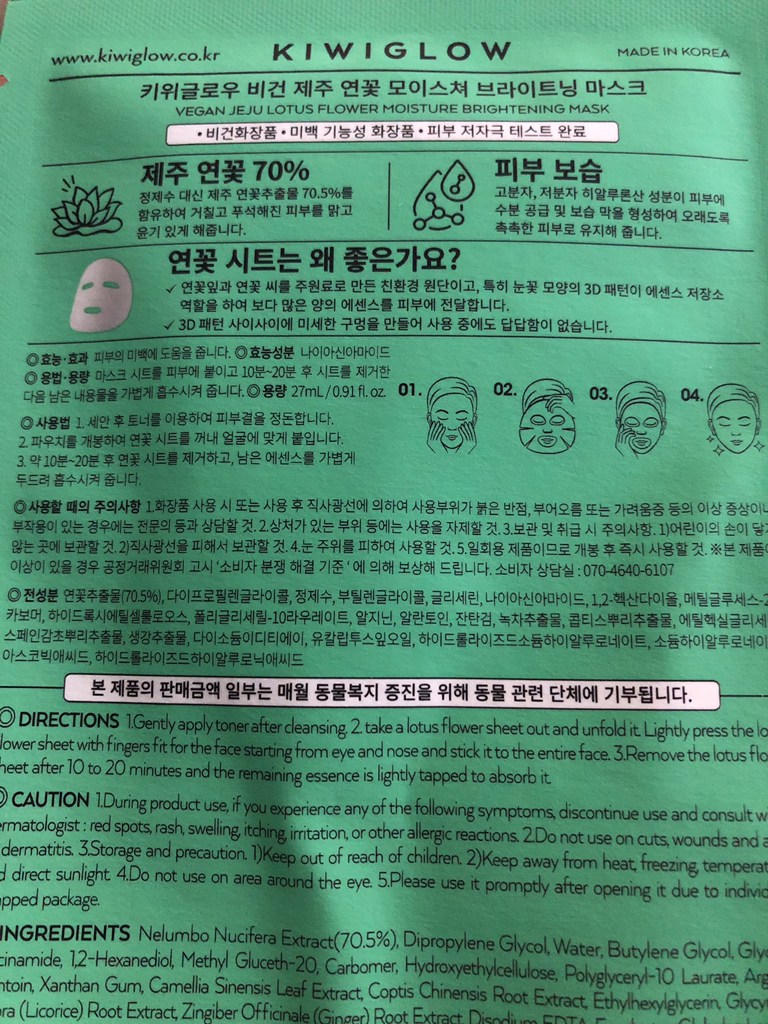 www.kiwiglow.co.kr KIWIGLOW MADE IN KOREA
키위글로우 비건 제주 연꽃 모이스쳐 브라이트닝 마스크
VEGAN JEJU LOTUS FLOWER MOISTURE BRIGHTENING MASK
• 비건화장품 • 미백 기능성 화장품 • 피부 저자극 테스트 완료
제주 연꽃 70%
정제수 대신 제주 연꽃추출물 70.5%를
함유하여 거칠고 푸석해진 피부를 맑고
윤기 있게 해줍니다.
피부 보습
고분자, 저분자 히알루론산 성분이 피부에
수분 공급 및 보습 막을 형성하여 오래도록
촉촉한 피부로 유지해 줍니다.
연꽃 시트는 왜 좋은가요?
✓ 연꽃잎과 연꽃 씨를 주원료로 만든 친환경 원단이고, 특히 눈꽃 모양의 3D 패턴이 에센스 저장소
역할을 하여 보다 많은 양의 에센스를 피부에 전달합니다.
✓ 3D 패턴 사이사이에 미세한 구멍을 만들어 사용 중에도 답답함이 없습니다.
◎ 효능·효과 피부의 미백에 도움을 줍니다. ◎ 효능성분 나이아신아마이드
◎ 용법·용량 마스크 시트를 피부에 붙이고 10분~20분 후 시트를 제거한
다음 남은 내용물을 가볍게 흡수시켜 줍니다. ◎ 용량 27mL / 0.91 fl. oz.
01. 02. 03. 04.
◎ 사용법 1. 세안 후 토너를 이용하여 피부결을 정돈합니다.
2. 파우치를 개봉하여 연꽃 시트를 꺼내 얼굴에 맞게 붙입니다.
3. 약 10분~20분 후 연꽃 시트를 제거하고, 남은 에센스를 가볍게
두드려 흡수시켜 줍니다.
◎ 사용할 때의 주의사항 1.화장품 사용 시 또는 사용 후 직사광선에 의하여 사용부위가 붉은 반점, 부어오름 또는 가려움증 등의 이상 증상이나
부작용이 있는 경우에는 전문의 등과 상담할 것. 2.상처가 있는 부위 등에는 사용을 자제할 것. 3.보관 및 취급 시 주의사항. 1)어린이의 손이 닿기
않는 곳에 보관할 것. 2)직사광선을 피해서 보관할 것. 4.눈 주위를 피하여 사용할 것. 5.일회용 제품이므로 개봉 후 즉시 사용할 것. ※본 제품이
이상이 있을 경우 공정거래위원회 고시 '소비자 분쟁 해결 기준 ' 에 의해 보상해 드립니다. 소비자 상담실 : 070-4640-6107
◎ 전성분 연꽃추출물(70.5%), 다이프로필렌글라이콜, 정제수, 부틸렌글라이콜, 글리세린, 나이아신아마이드, 1,2-헥산다이올, 메틸글루세스-2
카보머, 하이드록시에틸셀룰로오스, 폴리글리세릴-10라우레이트, 알지닌, 알란토인, 잔탄검, 녹차추출물, 콥티스뿌리추출물, 에틸헥실글리세
스페인감초뿌리추출물, 생강추출물, 다이소듐이디티에이, 유칼립투스잎오일, 하이드롤라이즈드소듐하이알루로네이트, 소듐하이알루로네이
아스코빅애씨드, 하이드롤라이즈드하이알루로닉애씨드
본 제품의 판매금액 일부는 매월 동물복지 증진을 위해 동물 관련 단체에 기부됩니다.
◎ DIRECTIONS 1.Gently apply toner after cleansing. 2. take a lotus flower sheet out and unfold it. Lightly press the lo
lower sheet with fingers fit for the face starting from eye and nose and stick it to the entire face. 3.Remove the lotus flo
heet after 10 to 20 minutes and the remaining essence is lightly tapped to absorb it.
◎ CAUTION 1.During product use, if you experience any of the following symptoms, discontinue use and consult w
ermatologist : red spots, rash, swelling, itching, irritation, or other allergic reactions. 2.Do not use on cuts, wounds and a
dermatitis. 3.Storage and precaution. 1)Keep out of reach of children. 2)Keep away from heat, freezing, temperat
d direct sunlight. 4.Do not use on area around the eye. 5.Please use it promptly after opening it due to individ
apped package.
INGREDIENTS Nelumbo Nucifera Extract(70.5%), Dipropylene Glycol, Water, Butylene Glycol, Glyc
cinamide, 1,2-Hexanediol, Methyl Gluceth-20, Carbomer, Hydroxyethylcellulose, Polyglyceryl-10 Laurate, Arg
ntoin, Xanthan Gum, Camellia Sinensis Leaf Extract, Coptis Chinensis Root Extract, Ethylhexylglycerin, Glycyr
ra (Licorice) Root Extract, Zingiber Officinale (Ginger) Root Extract, Disodium EDTA